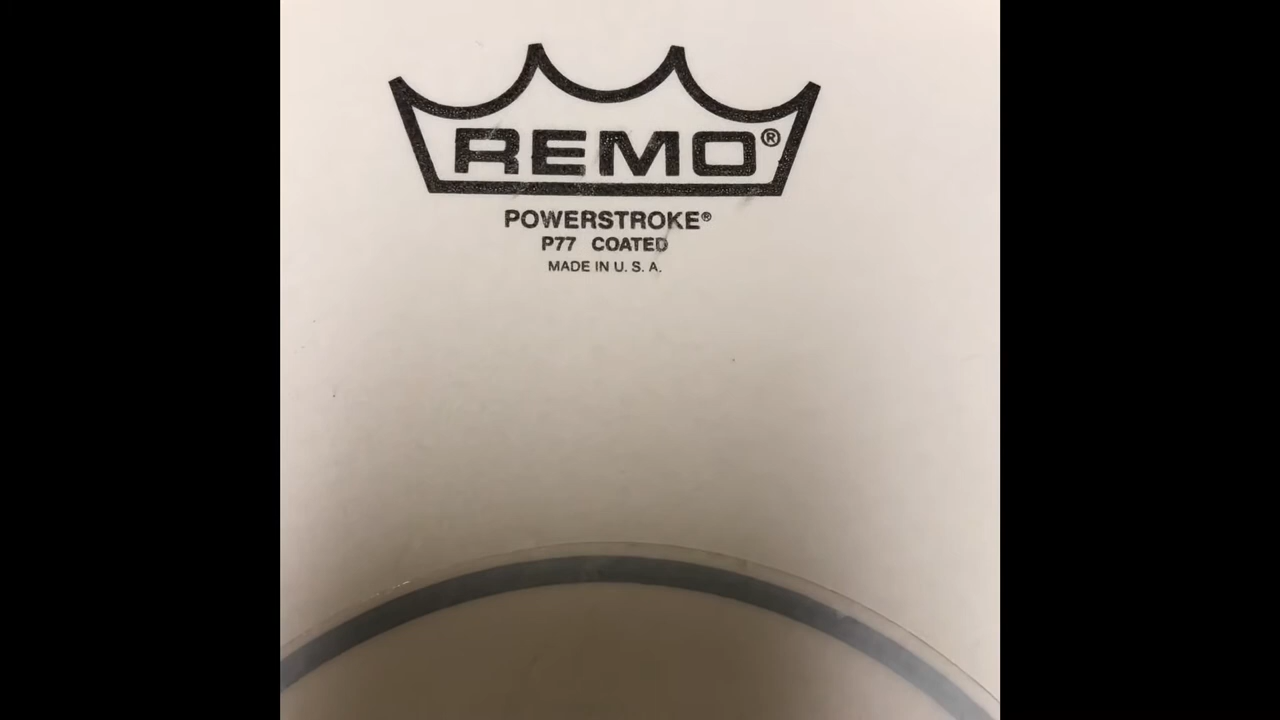 REMO®
POWERSTROKE®
P77 COATED
MADE IN U. S. A.